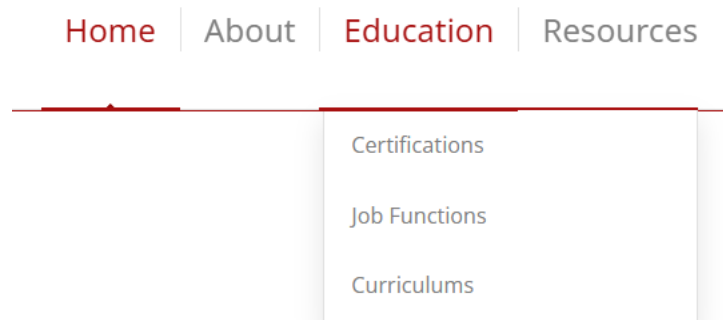 Home About Education Resources
Certifications
Job Functions
Curriculums